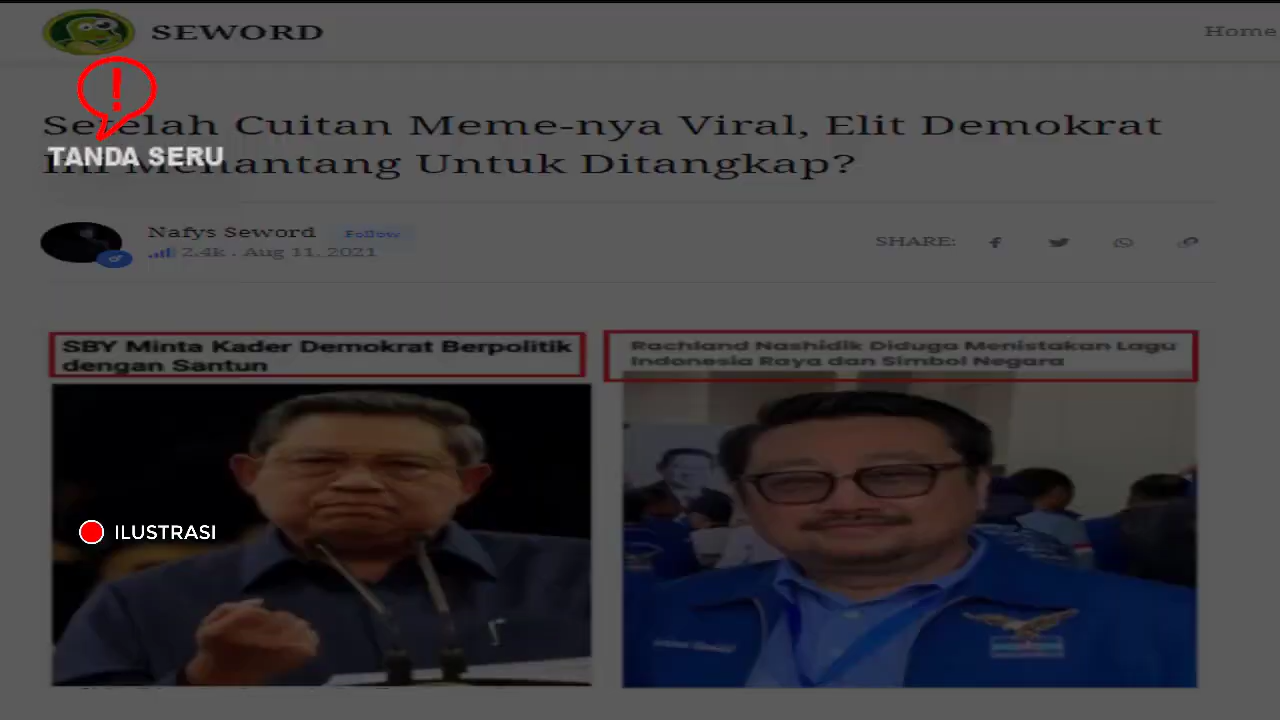 SEWORD
Home
Setelah Cuitan Meme-nya Viral, Elit Demokrat
Ini Menantang Untuk Ditangkap?
!
TANDA SERU
Nafys Seword Follow
2.4k . Aug 11, 2021
SHARE:
SBY Minta Kader Demokrat Berpolitik
dengan Santun
Rachland Nashidik Diduga Menistakan Lagu
Indonesia Raya dan Simbol Negara
ILUSTRASI